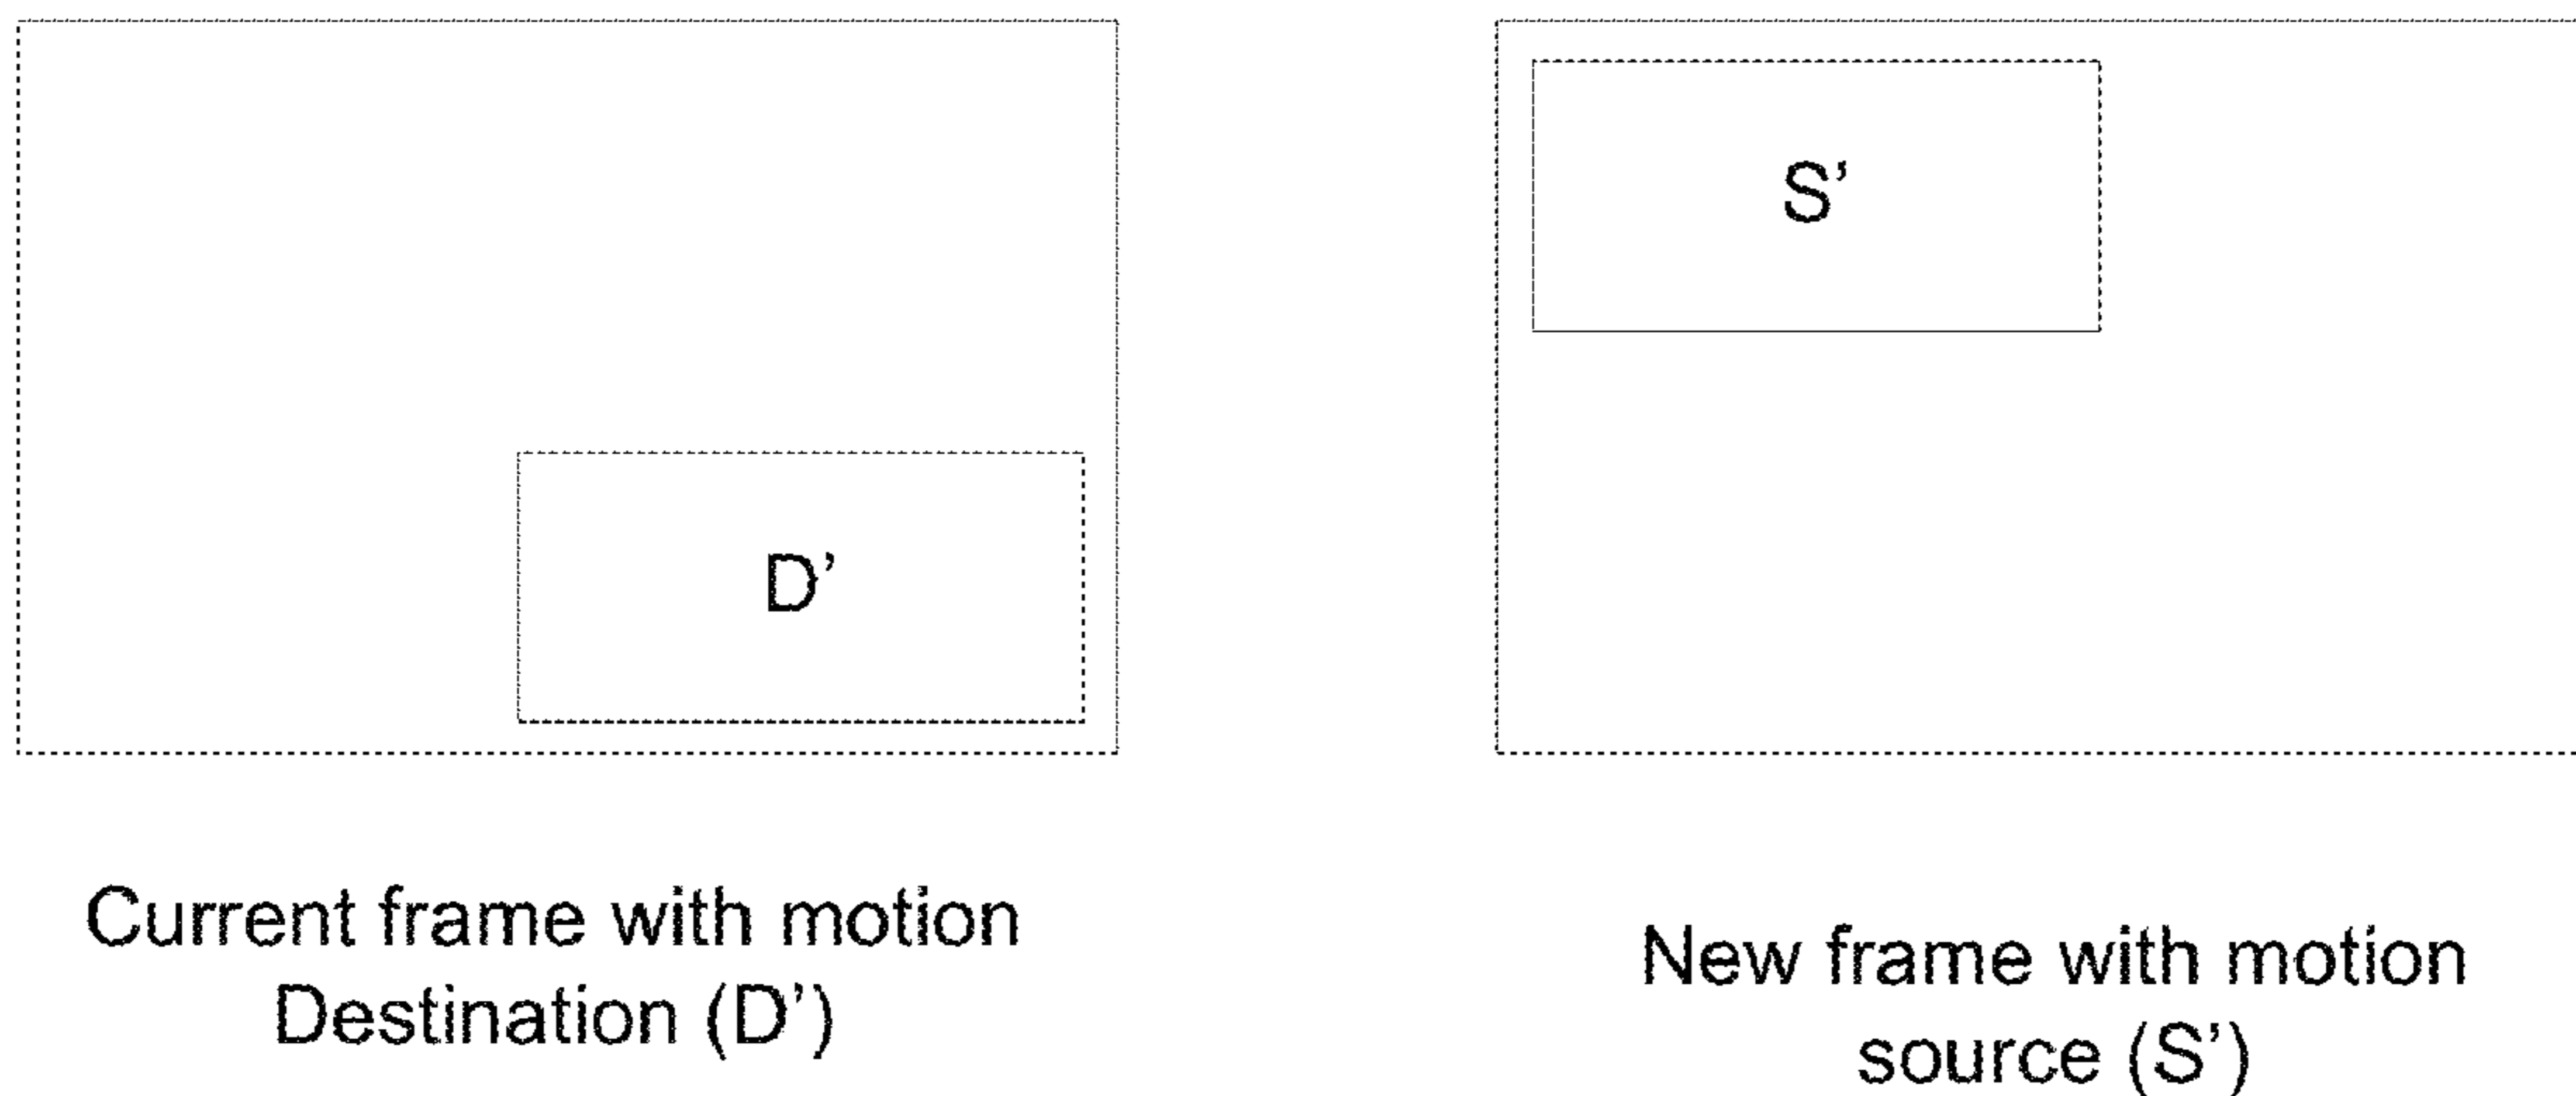 S’
D’
Current frame with motion
Destination (D’)
New frame with motion
source (S’)